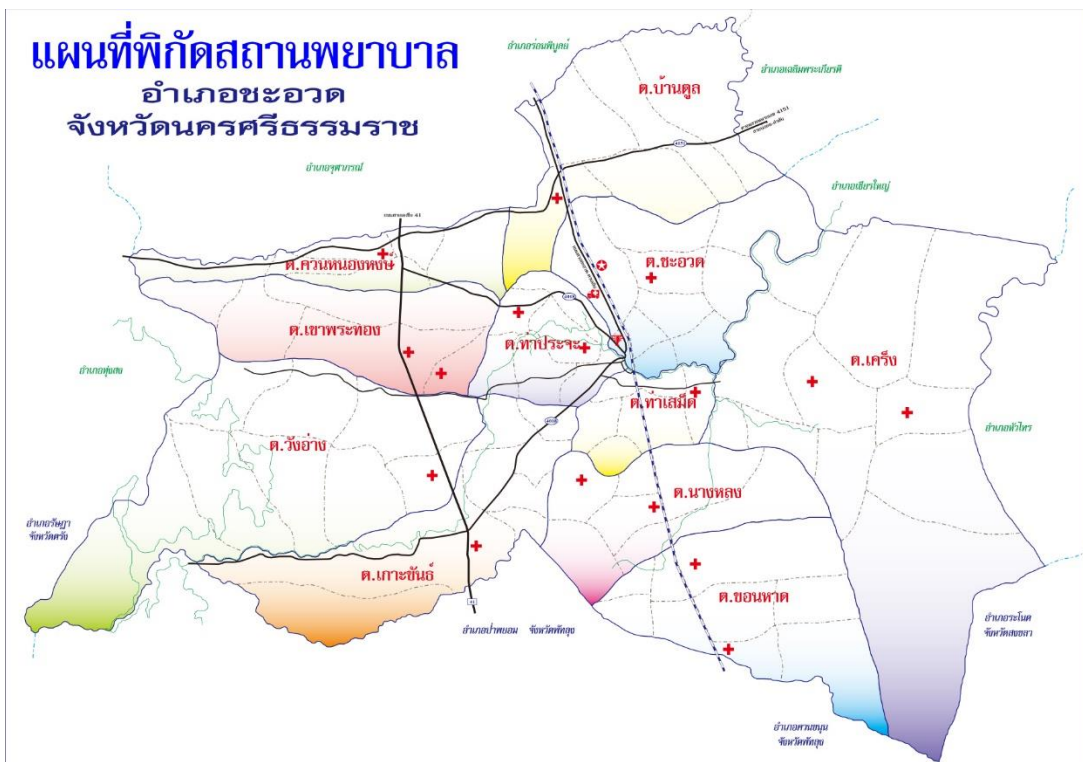 แผนที่พิกัดสถานพยาบาล
อำเภอชะอวด
จังหวัดนครศรีธรรมราช
อำเภอร่อนพิบูลย์
อำเภอเฉลิมพระเกียรติ
ต.บ้านตูล
4151
อำเภอจุฬาภรณ์
อำเภอเชียรใหญ่
ต.ควนหนองหงษ์
ต.ชะอวด
ต.เขาพระทอง
ต.ท่าประจะ
ต.เคร็ง
อำเภอทุ่งสง
ต.ท่าเสม็ด
อำเภอหัวไทร
ต.วังอ่าง
ต.นางหลง
อำเภอรัษฎา
จังหวัดตรัง
ต.เกาะขันธ์
ต.ขอนหาด
41
อำเภอป่าพยอม จังหวัดพัทลุง
อำเภอระโนด
จังหวัดสงขลา
อำเภอควนขนุน
จังหวัดพัทลุง